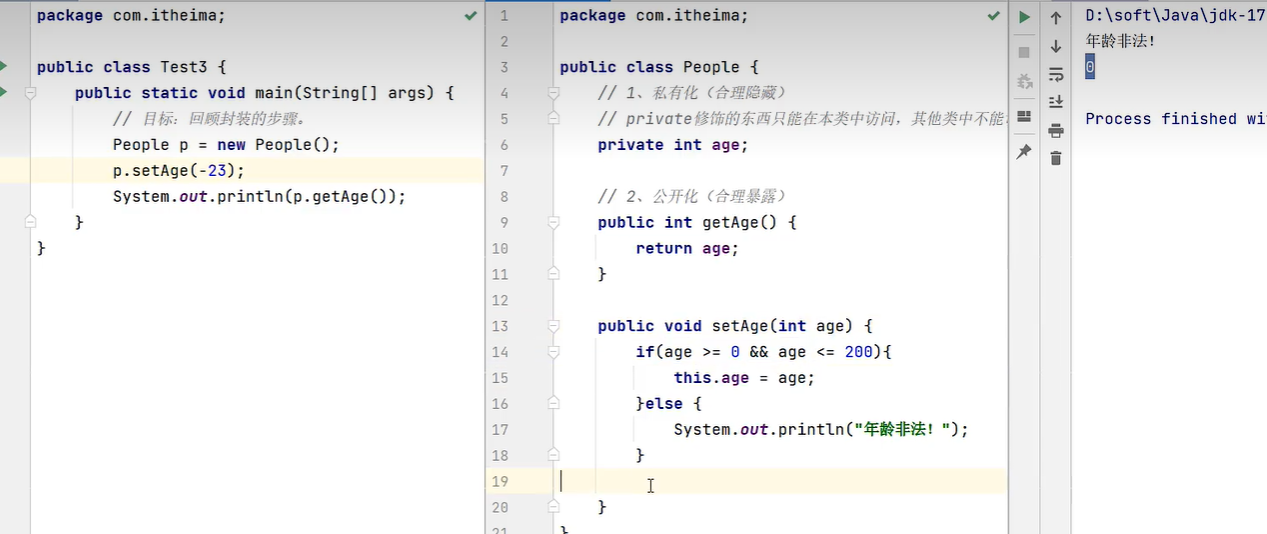 package com.itheima;
public class Test3 {
public static void main(String[] args) {
// 目标：回顾封装的步骤。
People p = new People();
p.setAge(-23);
System.out.println(p.getAge());
}
}
1 package com.itheima;
2
3 public class People {
4 // 1、私有化（合理隐藏）
5 // private修饰的东西只能在本类中访问，其他类中不能
6 private int age;
7
8 // 2、公开化（合理暴露）
9 public int getAge() {
10 return age;
11 }
12
13 public void setAge(int age) {
14 if(age >= 0 && age <= 200){
15 this.age = age;
16 }else {
17 System.out.println("年龄非法！");
18 }
19
20 }
21 }
D:\soft\Java\jdk-17
年龄非法！
0
Process finished wi